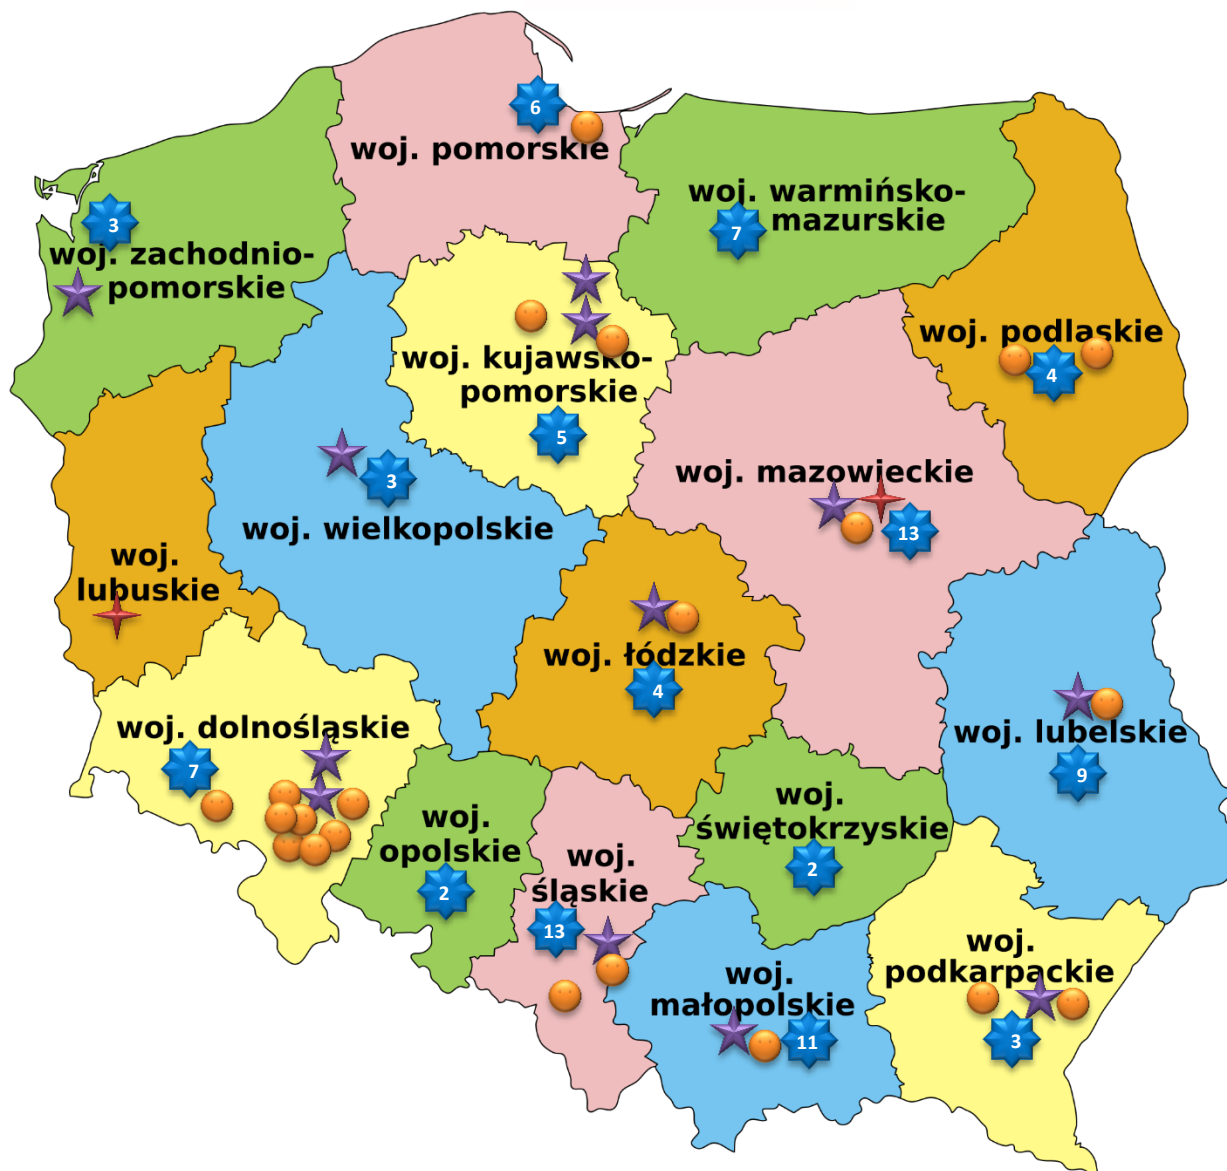 6
woj. pomorskie
woj. warmińsko-
mazurskie
7
3
woj. zachodnio-
pomorskie
woj. podlaskie
4
woj. kujawsko-
pomorskie
5
woj. mazowieckie
13
3
woj. wielkopolskie
woj.
lubuskie
woj. łódzkie
4
woj. lubelskie
9
woj. dolnośląskie
7
woj.
opolskie
2
woj.
świętokrzyskie
2
woj.
śląskie
13
woj.
małopolskie
11
woj.
podkarpackie
3